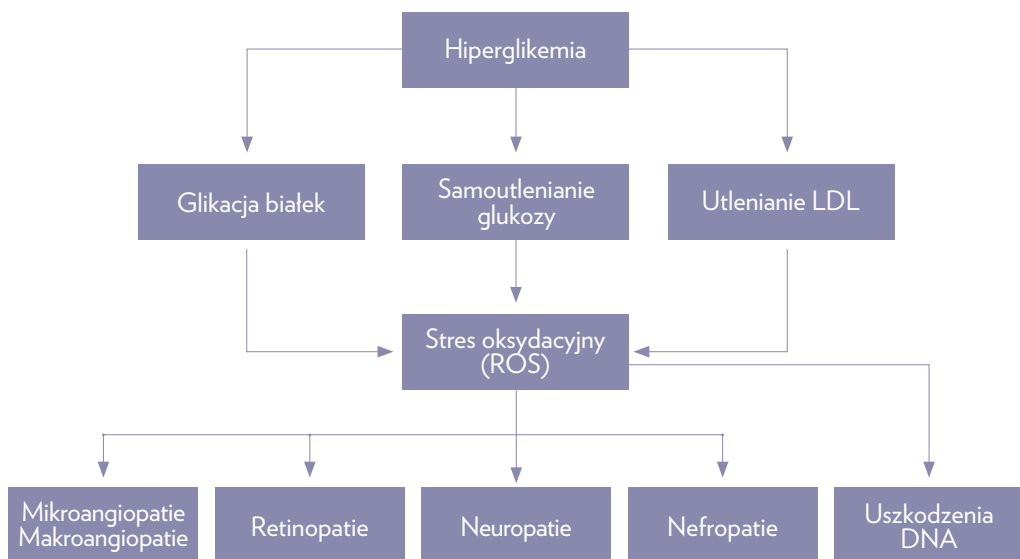 Hiperglikemia
Glikacja białek
Samoutlenianie
glukozy
Utlenianie LDL
Stres oksydacyjny
(ROS)
Mikroangiopatie
Makroangiopatie
Retinopatie
Neuropatie
Nefropatie
Uszkodzenia
DNA